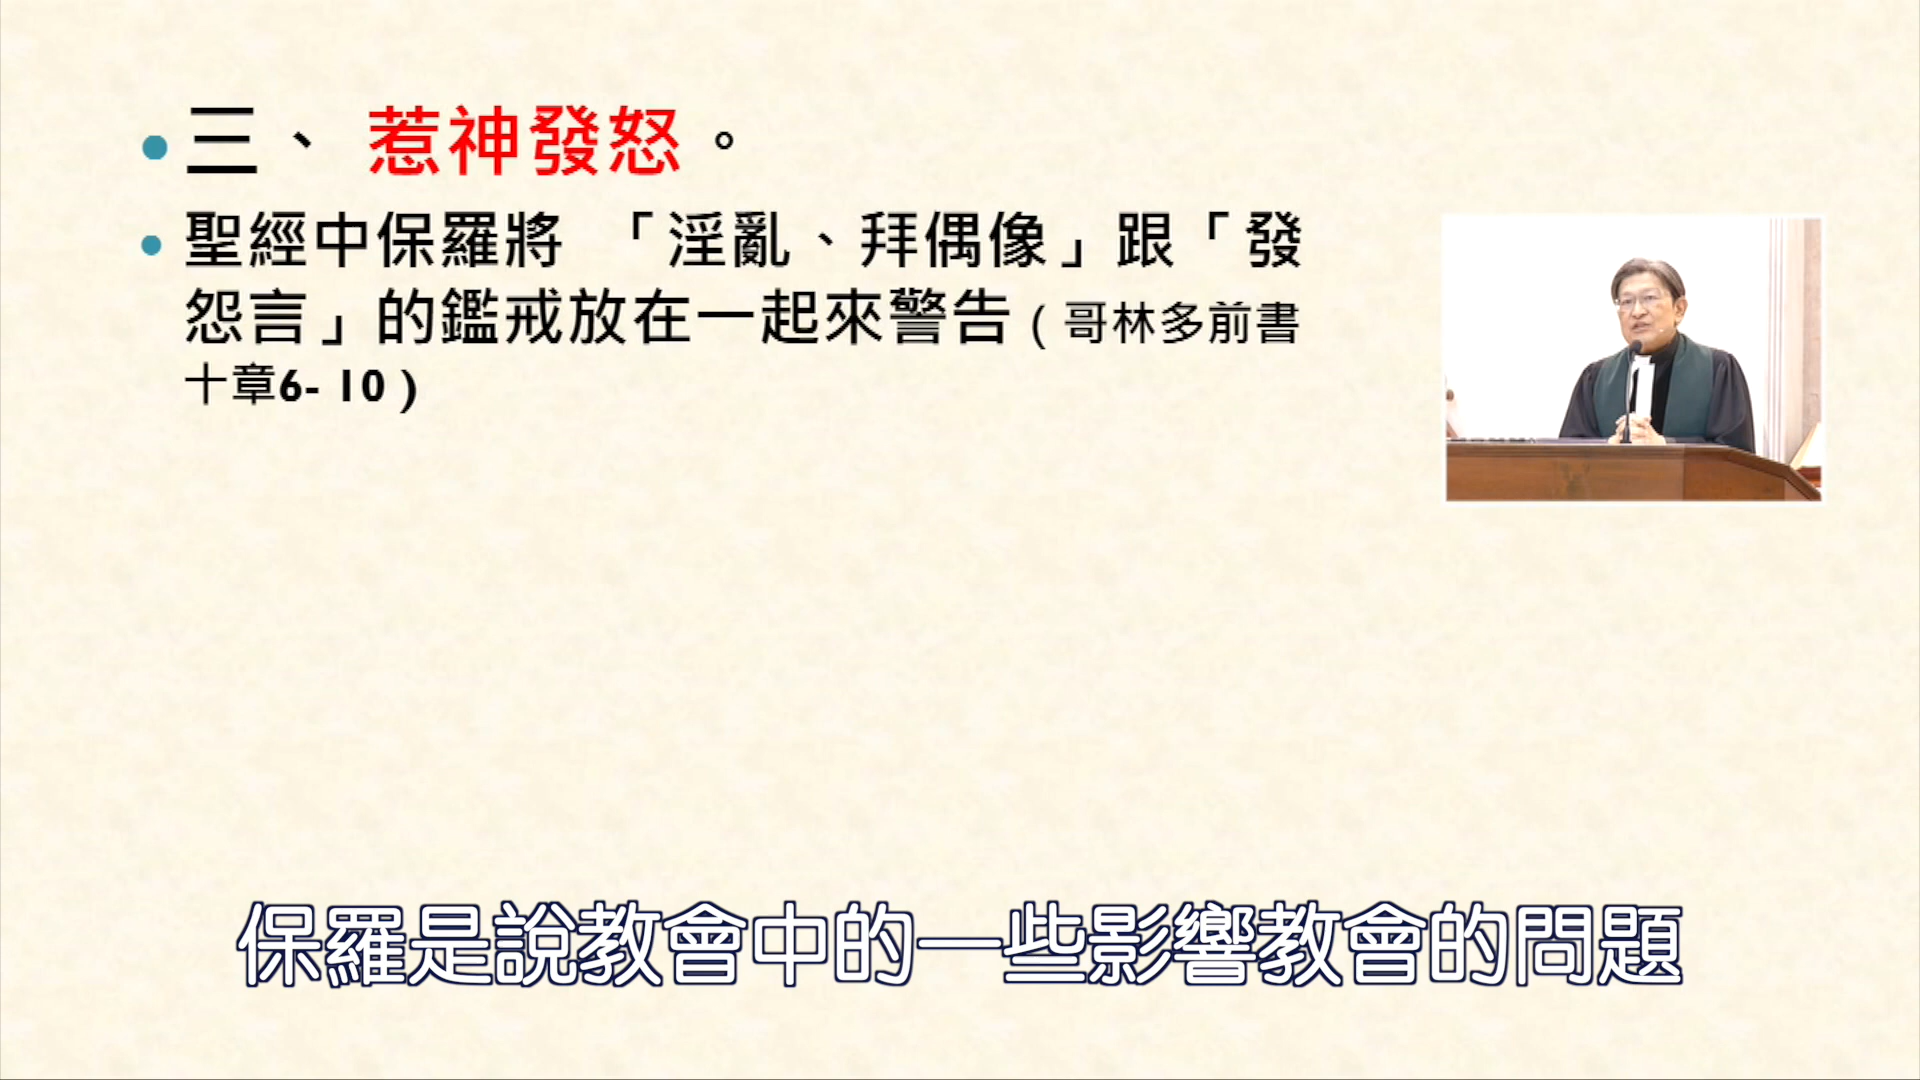 三、 惹神發怒。
聖經中保羅將 「淫亂、拜偶像」跟「發
怨言」的鑑戒放在一起來警告（哥林多前書
十章6- 10）
保羅是說教會中的一些影響教會的問題